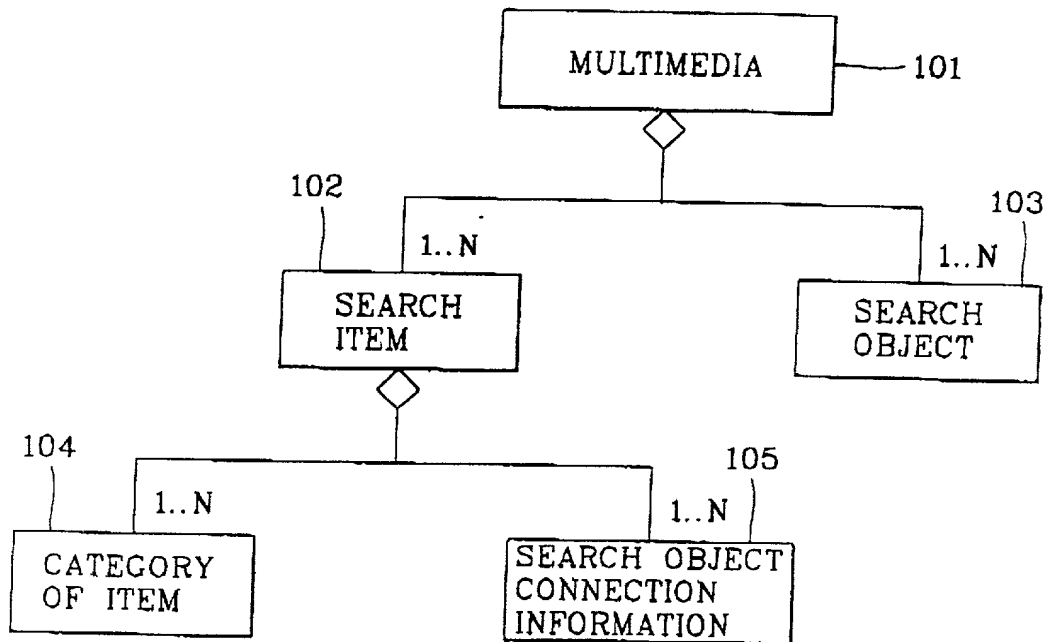 MULTIMEDIA
101
102
103
1..N
1..N
SEARCH
ITEM
SEARCH
OBJECT
104
105
1..N
1..N
CATEGORY
OF ITEM
SEARCH OBJECT
CONNECTION
INFORMATION